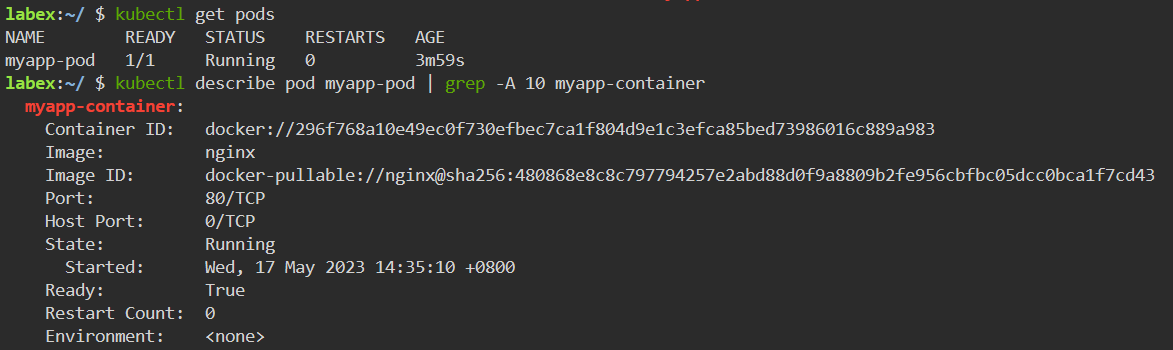 labex:~/ $ kubectl get pods
NAME        READY   STATUS    RESTARTS   AGE
myapp-pod   1/1     Running   0          3m59s
labex:~/ $ kubectl describe pod myapp-pod | grep -A 10 myapp-container
  myapp-container:
    Container ID:   docker://296f768a10e49ec0f730efbec7ca1f804d9e1c3efca85bed73986016c889a983
    Image:          nginx
    Image ID:       docker-pullable://nginx@sha256:480868e8c8c797794257e2abd88d0f9a8809b2fe956cbfbc05dcc0bca1f7cd43
    Port:           80/TCP
    Host Port:      0/TCP
    State:          Running
      Started:      Wed, 17 May 2023 14:35:10 +0800
    Ready:          True
    Restart Count:  0
    Environment:    <none>